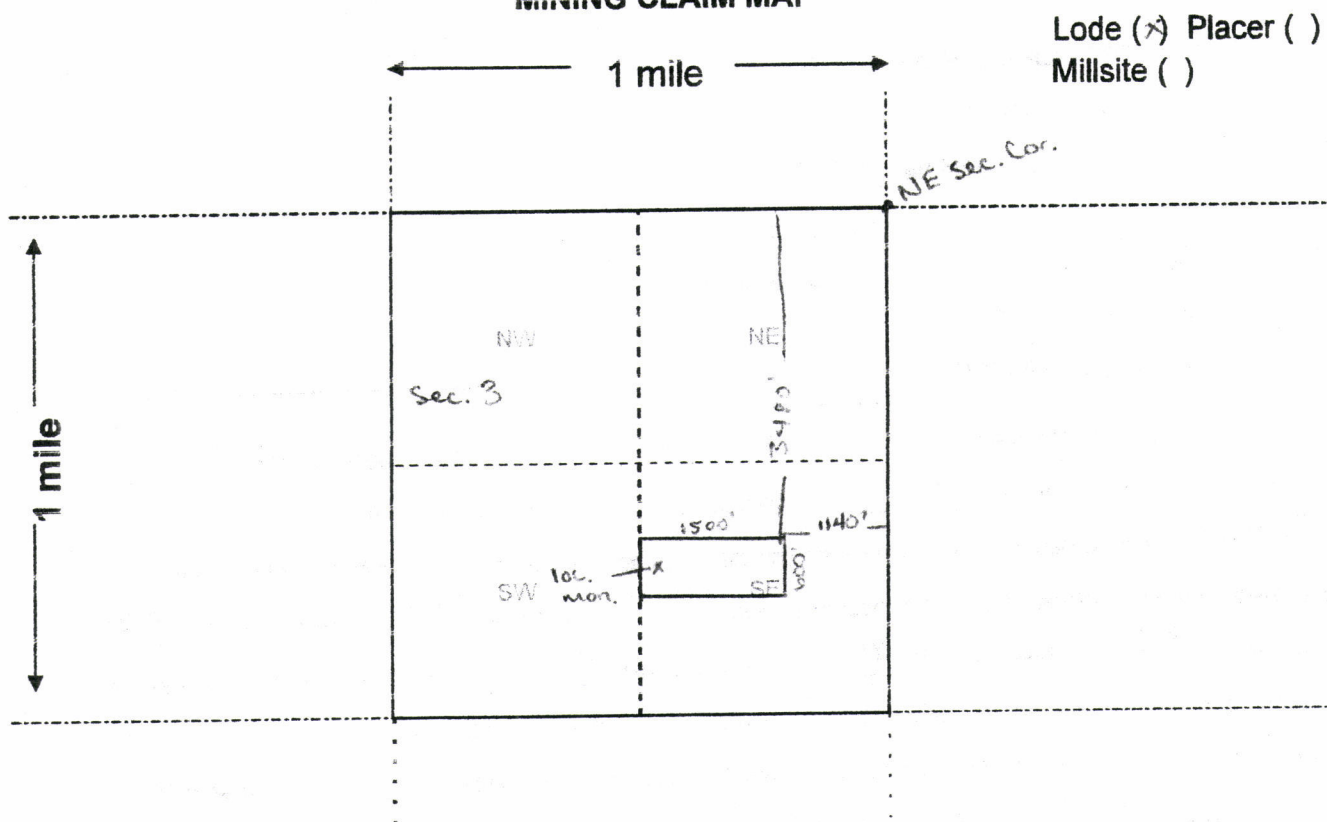 MINING CLAIM MAP
Lode (x) Placer ( )
Millsite ( )
1 mile
NE Sec. Cor.
NW
NE
Sec. 3
3400'
1 mile
1500'
1140'
loc.
mon.
SW
SE
600'